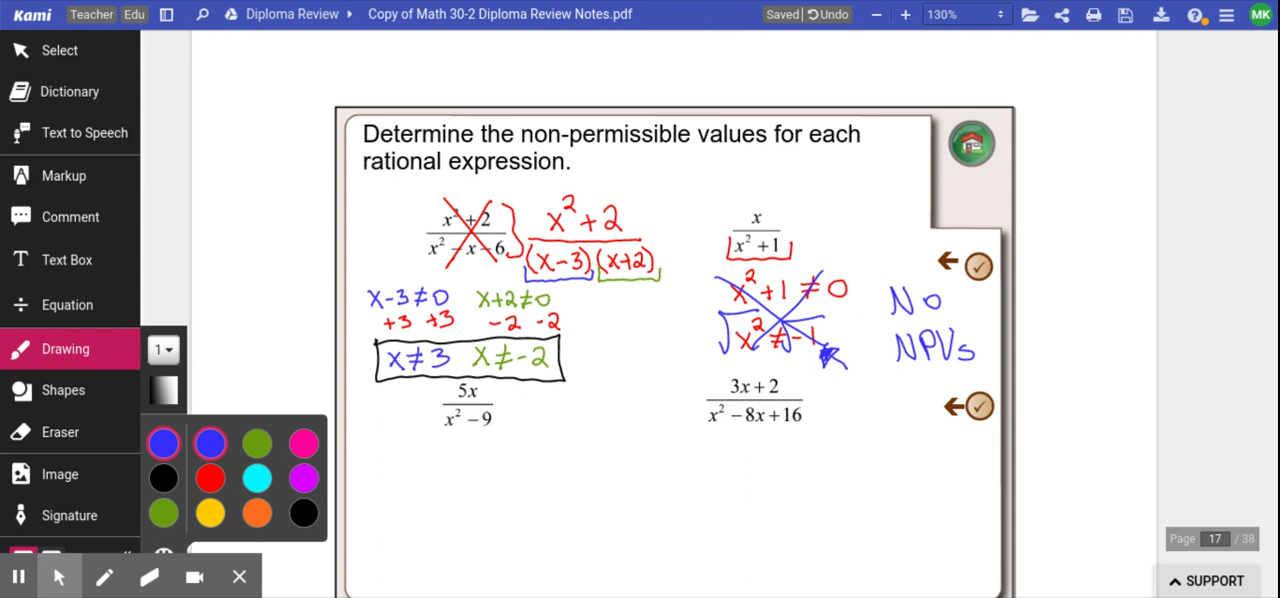 Kami Teacher Edu Diploma Review Copy of Math 30-2 Diploma Review Notes.pdf Saved Undo − + 130% MK
Select
Dictionary
Text to Speech
Markup
Comment
Text Box
Equation
Drawing 1
Shapes
Eraser
Image
Signature
Determine the non-permissible values for each
rational expression.
x² + 2
x² − x − 6
x² + 2
(x−3)(x+2)
x−3≠0 x+2≠0
+3 +3 −2 −2
x≠3 x≠−2
x
x² + 1
x² + 1 ≠ 0
√x² ≠ √−1
No
NPVs
5x
x² − 9
3x + 2
x² − 8x + 16
Page 17 / 38
SUPPORT